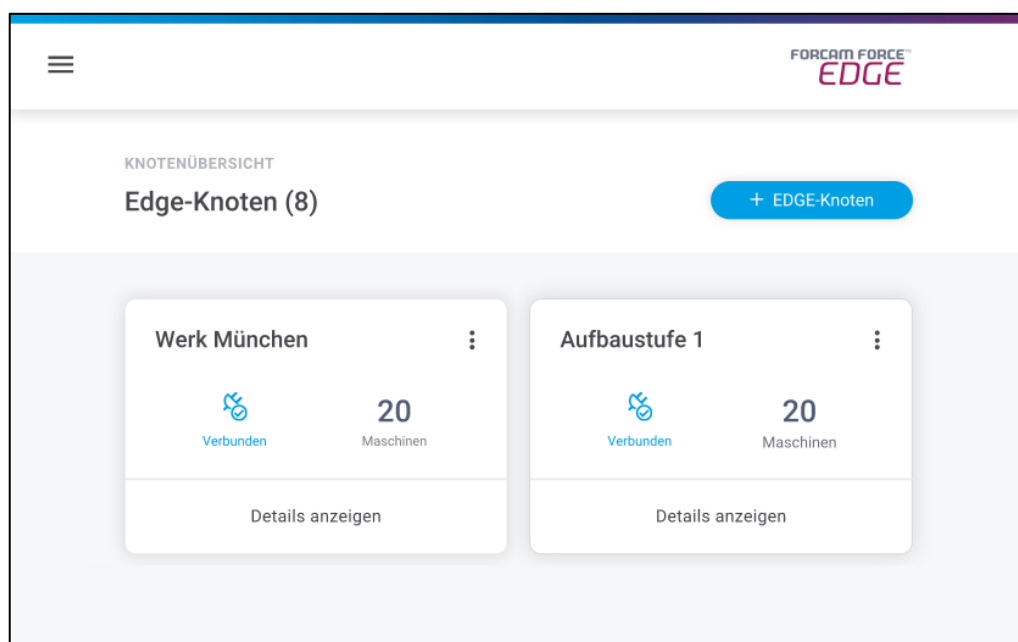 FORCAM FORCE™
EDGE
KNOTENÜBERSICHT
Edge-Knoten (8)
+ EDGE-Knoten
Werk München
Verbunden
20
Maschinen
Details anzeigen
Aufbaustufe 1
Verbunden
20
Maschinen
Details anzeigen